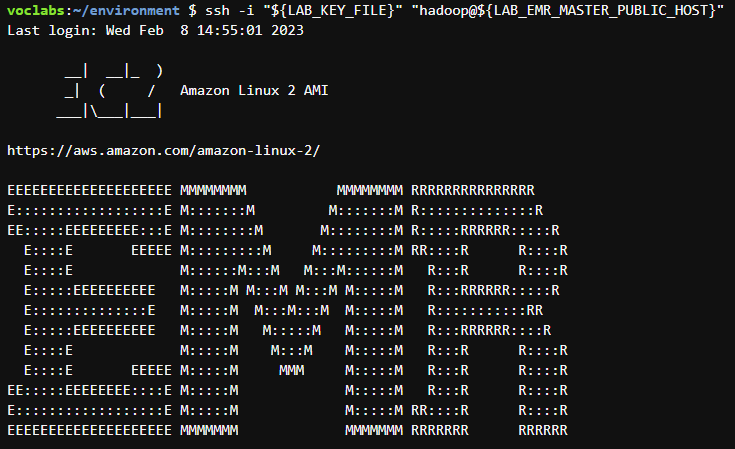 voclabs:~/environment $ ssh -i "${LAB_KEY_FILE}" "hadoop@${LAB_EMR_MASTER_PUBLIC_HOST}"
Last login: Wed Feb  8 14:55:01 2023

       __|  __|_  )
       _|  (     /   Amazon Linux 2 AMI
      ___|\___|___|

https://aws.amazon.com/amazon-linux-2/

EEEEEEEEEEEEEEEEEEEE MMMMMMMM           MMMMMMMM RRRRRRRRRRRRRRR
E::::::::::::::::::E M:::::::M         M:::::::M R::::::::::::::R
EE:::::EEEEEEEEE:::E M::::::::M       M::::::::M R:::::RRRRRR:::::R
  E::::E       EEEEE M:::::::::M     M:::::::::M RR::::R      R::::R
  E::::E             M::::::M:::M   M:::M::::::M   R:::R      R::::R
  E:::::EEEEEEEEEE   M:::::M M:::M M:::M M:::::M   R:::RRRRRR:::::R
  E::::::::::::::E   M:::::M  M:::M:::M  M:::::M   R:::::::::::RR
  E:::::EEEEEEEEEE   M:::::M   M:::::M   M:::::M   R:::RRRRRR::::R
  E::::E             M:::::M    M:::M    M:::::M   R:::R      R::::R
  E::::E       EEEEE M:::::M     MMM     M:::::M   R:::R      R::::R
EE:::::EEEEEEEE::::E M:::::M             M:::::M   R:::R      R::::R
E::::::::::::::::::E M:::::M             M:::::M RR::::R      R::::R
EEEEEEEEEEEEEEEEEEEE MMMMMMM             MMMMMMM RRRRRRR      RRRRRR